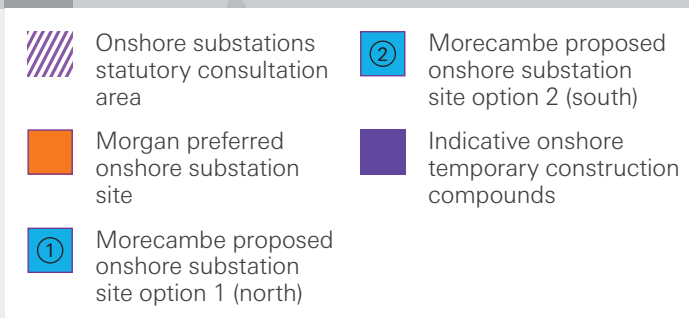 Onshore substations
statutory consultation
area
Morgan preferred
onshore substation
site
1
Morecambe proposed
onshore substation
site option 1 (north)
2
Morecambe proposed
onshore substation
site option 2 (south)
Indicative onshore
temporary construction
compounds